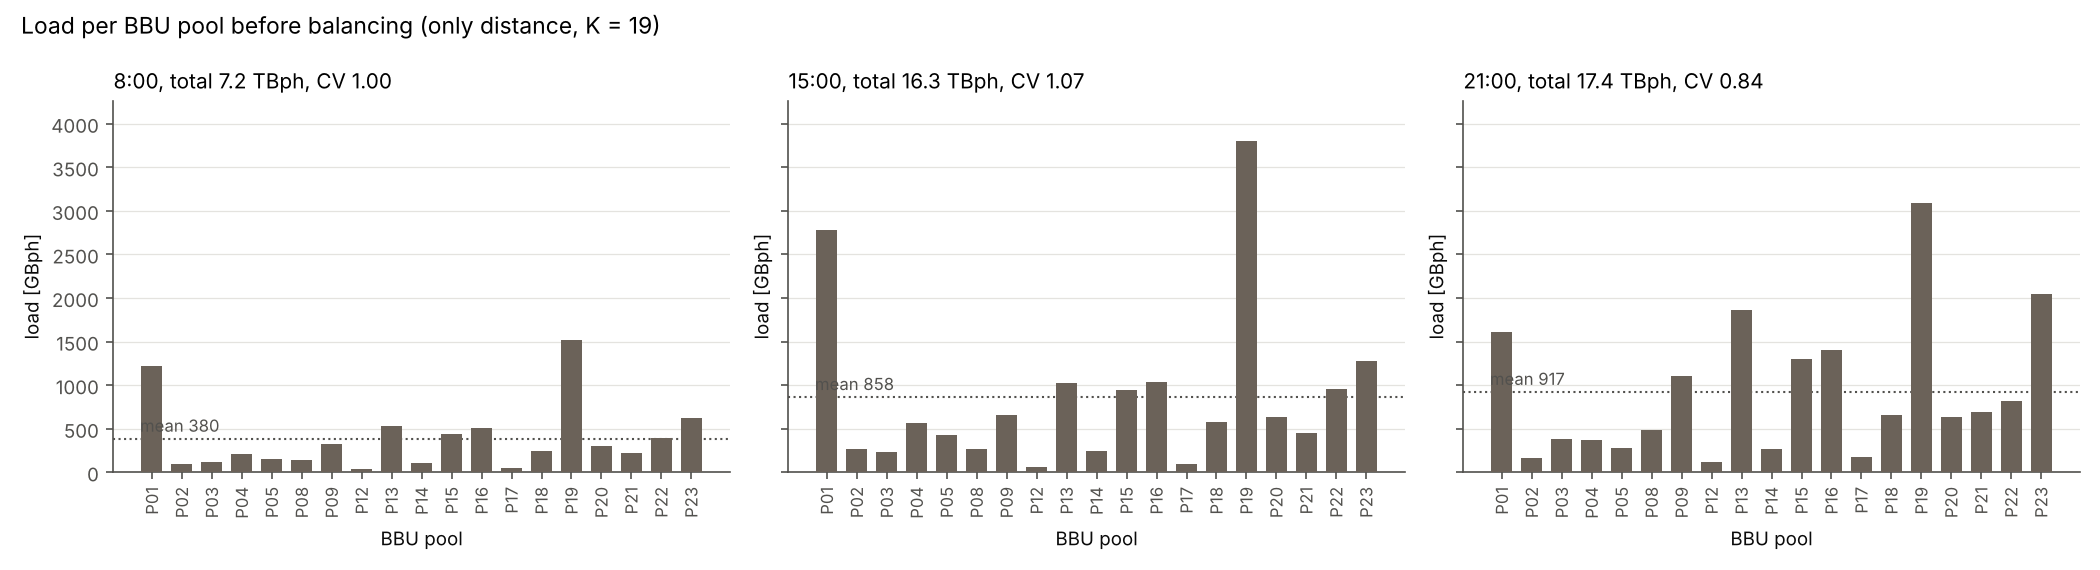 Load per BBU pool before balancing (only distance, K = 19)
8:00, total 7.2 TBph, CV 1.00
load [GBph]
4000
3500
3000
2500
2000
1500
1000
500
0
mean 380
P01 P02 P03 P04 P05 P08 P09 P12 P13 P14 P15 P16 P17 P18 P19 P20 P21 P22 P23
BBU pool
15:00, total 16.3 TBph, CV 1.07
load [GBph]
mean 858
P01 P02 P03 P04 P05 P08 P09 P12 P13 P14 P15 P16 P17 P18 P19 P20 P21 P22 P23
BBU pool
21:00, total 17.4 TBph, CV 0.84
load [GBph]
mean 917
P01 P02 P03 P04 P05 P08 P09 P12 P13 P14 P15 P16 P17 P18 P19 P20 P21 P22 P23
BBU pool